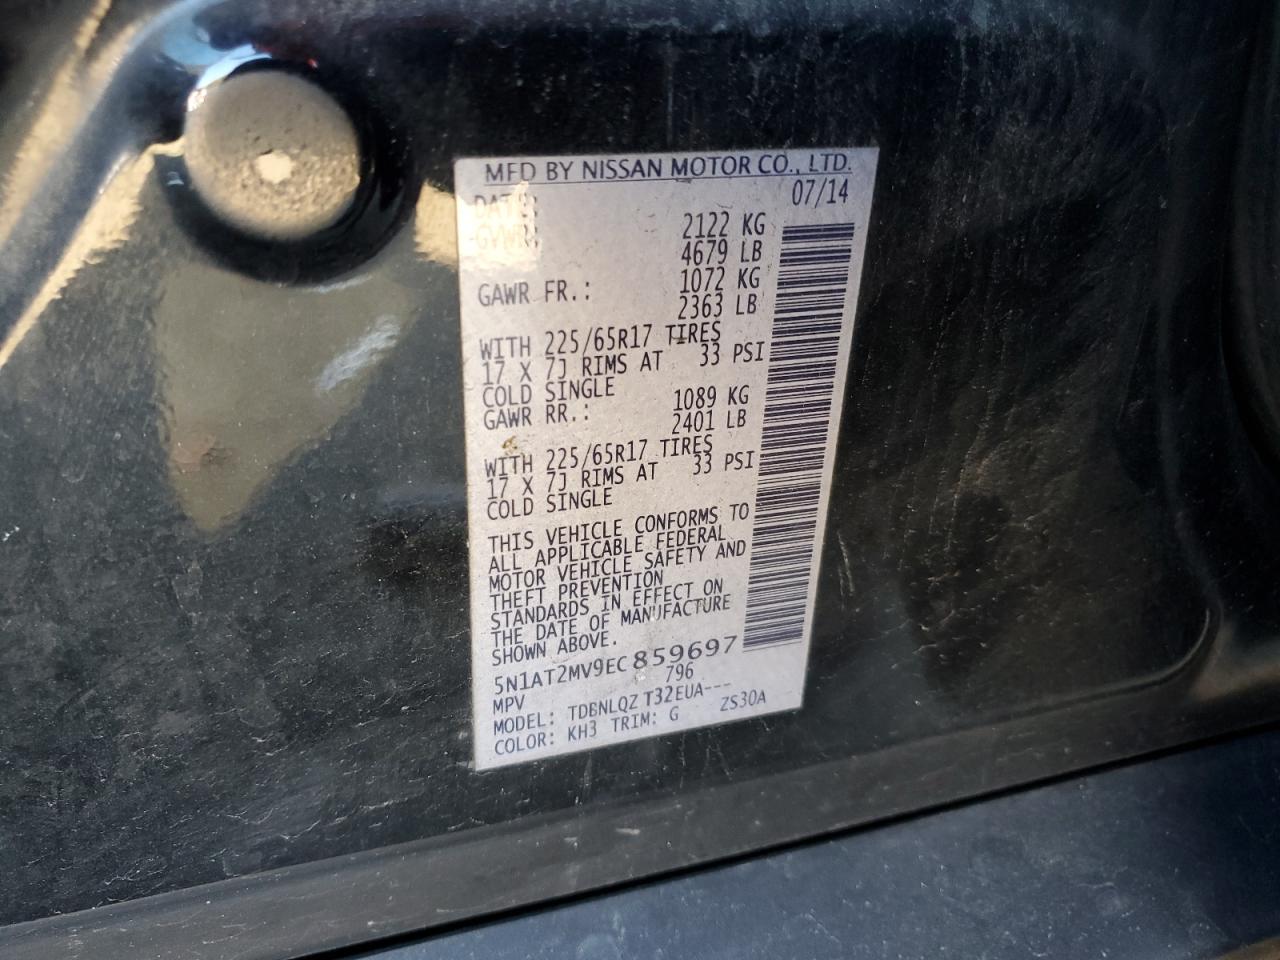 MFD BY NISSAN MOTOR CO., LTD.
DATE: 07/14
GVWR: 2122 KG
4679 LB
GAWR FR.: 1072 KG
2363 LB
WITH 225/65R17 TIRES
17 X 7J RIMS AT 33 PSI
COLD SINGLE
GAWR RR.: 1089 KG
2401 LB
WITH 225/65R17 TIRES
17 X 7J RIMS AT 33 PSI
COLD SINGLE
THIS VEHICLE CONFORMS TO
ALL APPLICABLE FEDERAL
MOTOR VEHICLE SAFETY AND
THEFT PREVENTION
STANDARDS IN EFFECT ON
THE DATE OF MANUFACTURE
SHOWN ABOVE.
5N1AT2MV9EC859697
MPV 796
MODEL: TDBNLQZ T32EUA---
COLOR: KH3 TRIM: G ZS30A